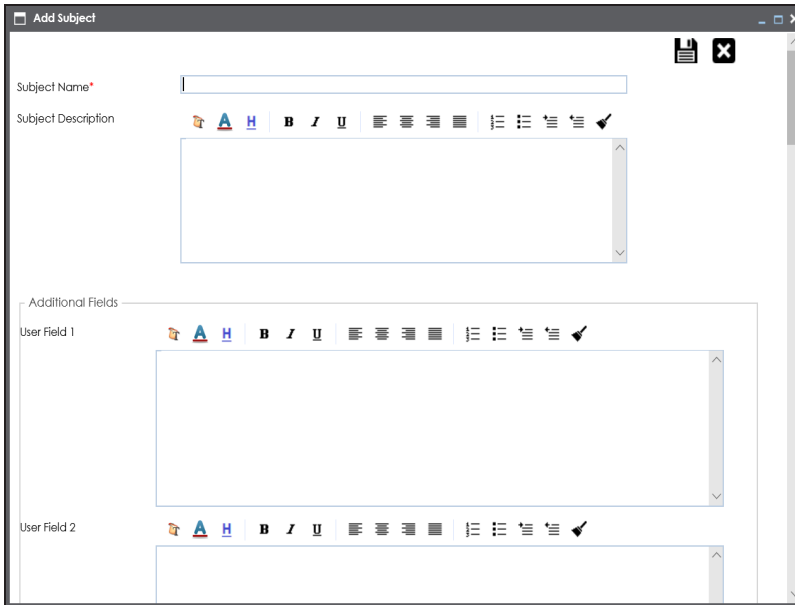 Add Subject
Subject Name*
Subject Description
A H B I U
Additional Fields
User Field 1
A H B I U
User Field 2
A H B I U